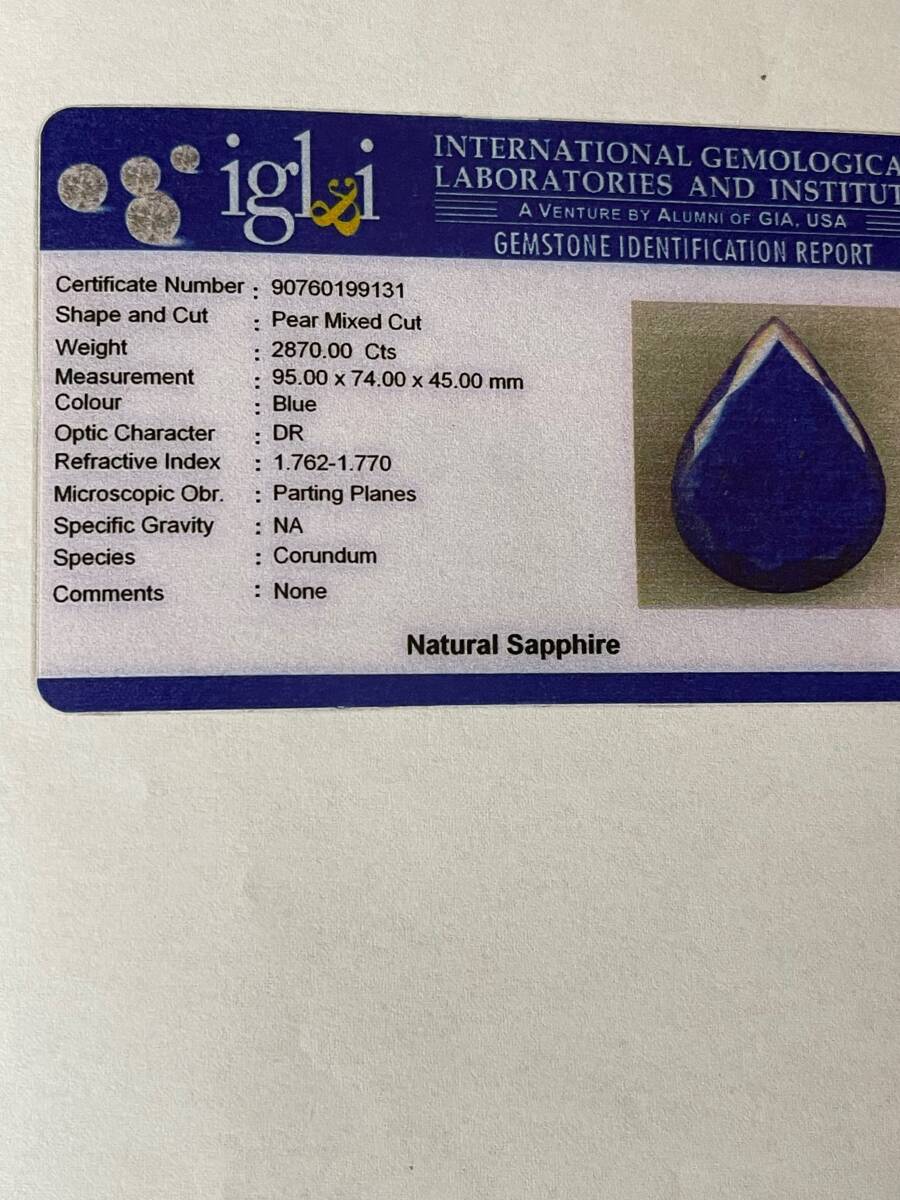 igl&i
INTERNATIONAL GEMOLOGICA
LABORATORIES AND INSTITUT
A VENTURE BY ALUMNI OF GIA, USA
GEMSTONE IDENTIFICATION REPORT
Certificate Number : 90760199131
Shape and Cut : Pear Mixed Cut
Weight : 2870.00 Cts
Measurement : 95.00 x 74.00 x 45.00 mm
Colour : Blue
Optic Character : DR
Refractive Index : 1.762-1.770
Microscopic Obr. : Parting Planes
Specific Gravity : NA
Species : Corundum
Comments : None
Natural Sapphire